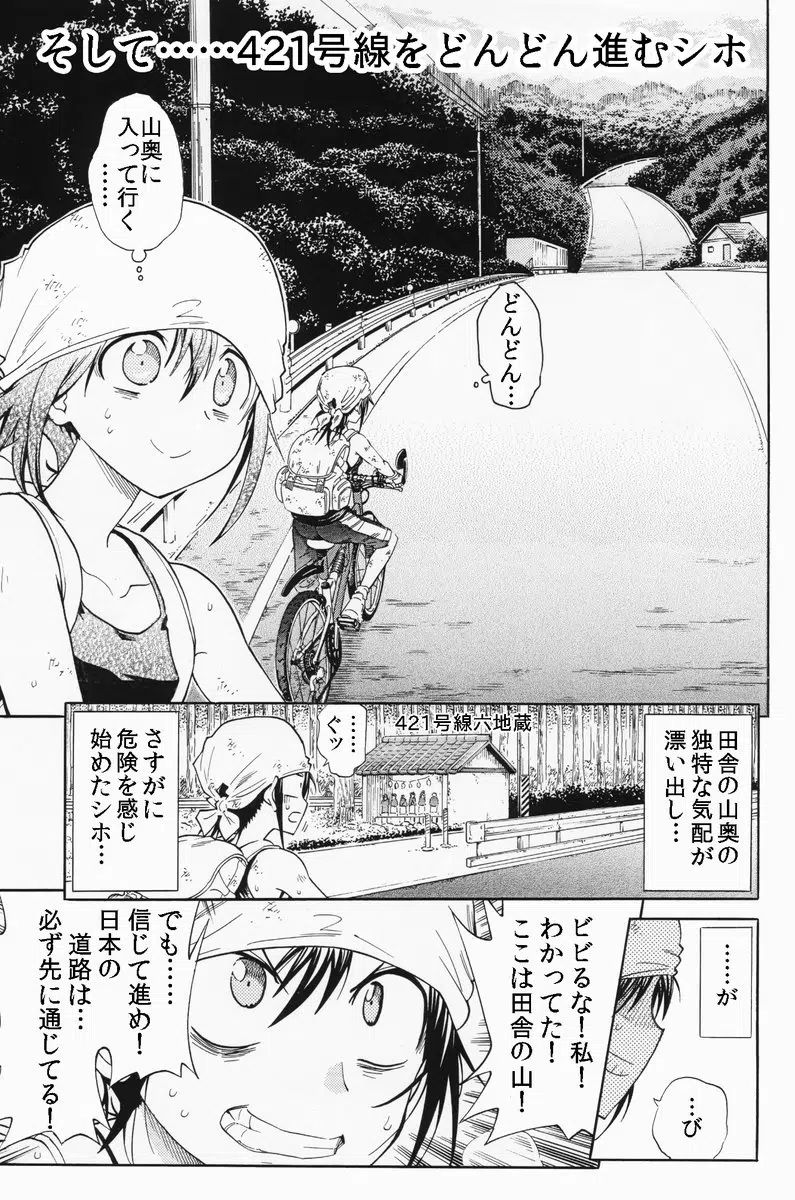 そして……421号線をどんどん進むシホ
どんどん…
山奥に
入って行く
……
田舎の山奥の
独特な気配が
漂い出し…
421号線六地蔵
……
ぐッ
さすがに
危険を感じ
始めたシホ…
……が
…び
ビビるな！私！
わかってた！
ここは田舎の山！
でも……
信じて進め！
日本の
道路は…
必ず先に通じてる！